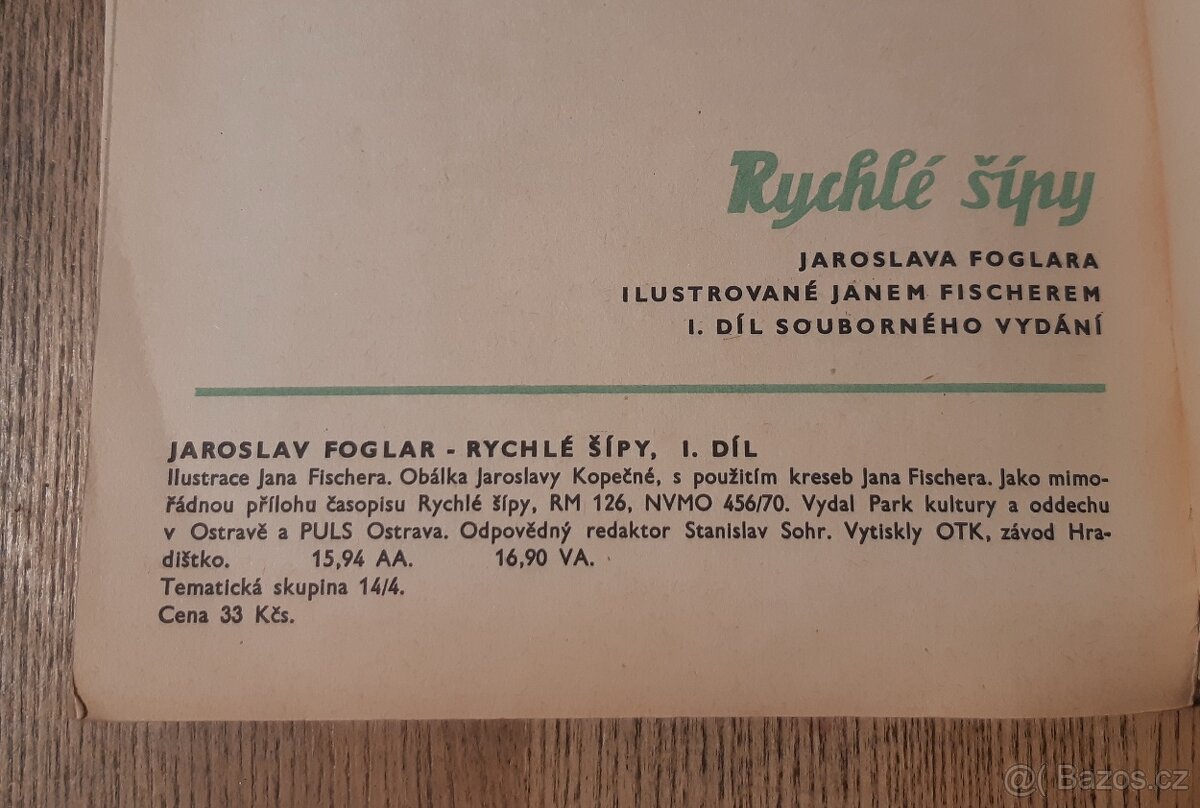 Rychlé šípy
JAROSLAVA FOGLARA
ILUSTROVANÉ JANEM FISCHEREM
I. DÍL SOUBORNÉHO VYDÁNÍ
JAROSLAV FOGLAR - RYCHLÉ ŠÍPY, I. DÍL
Ilustrace Jana Fischera. Obálka Jaroslavy Kopečné, s použitím kreseb Jana Fischera. Jako mimo-
řádnou přílohu časopisu Rychlé šípy, RM 126, NVMO 456/70. Vydal Park kultury a oddechu
v Ostravě a PULS Ostrava. Odpovědný redaktor Stanislav Sohr. Vytiskly OTK, závod Hra-
dištko. 15,94 AA. 16,90 VA.
Tematická skupina 14/4.
Cena 33 Kčs.
@( Bazos.cz